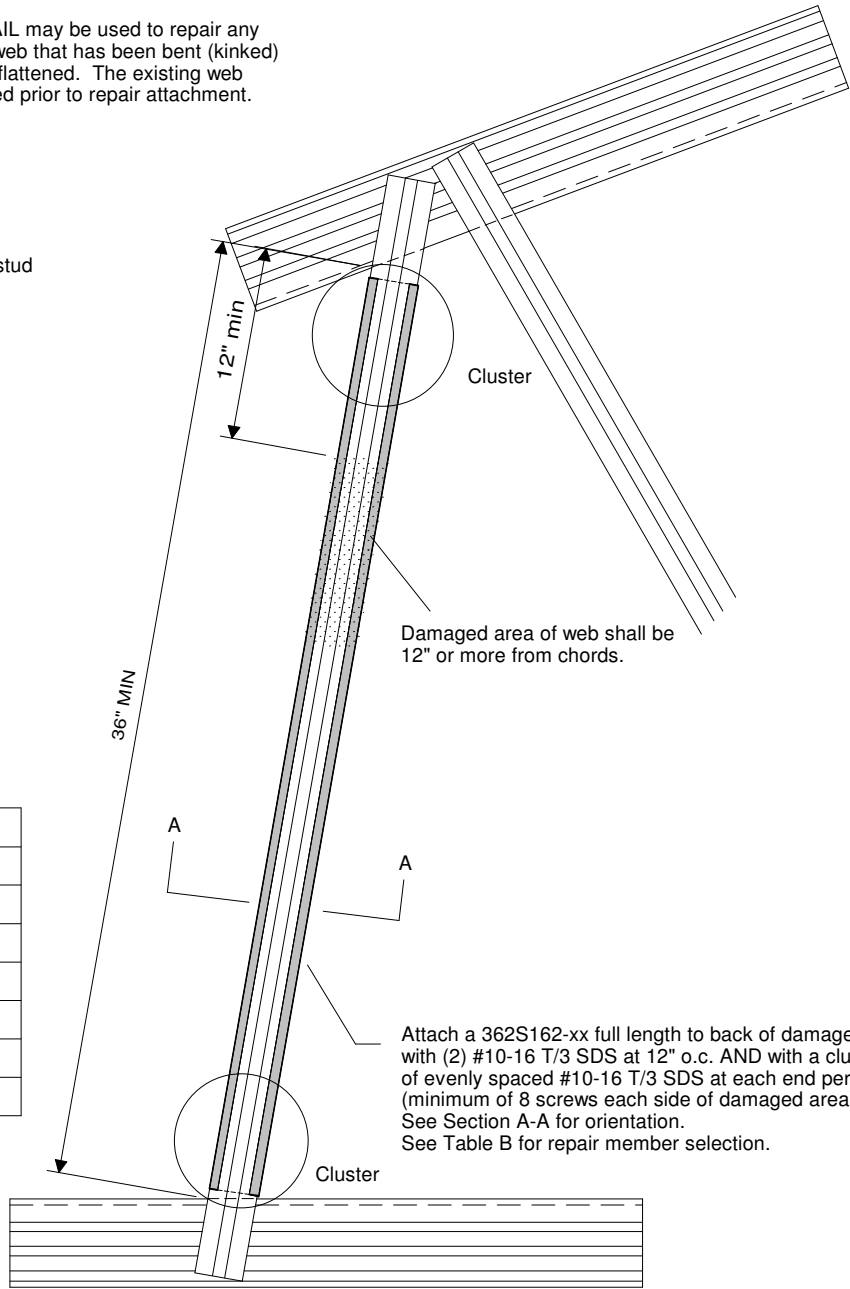 AIL may be used to repair any
web that has been bent (kinked)
flattened. The existing web
ed prior to repair attachment.
stud
12" min
Cluster
Damaged area of web shall be
12" or more from chords.
36" MIN
A
A
Attach a 362S162-xx full length to back of damage
with (2) #10-16 T/3 SDS at 12" o.c. AND with a clu
of evenly spaced #10-16 T/3 SDS at each end per
(minimum of 8 screws each side of damaged area
See Section A-A for orientation.
See Table B for repair member selection.
Cluster